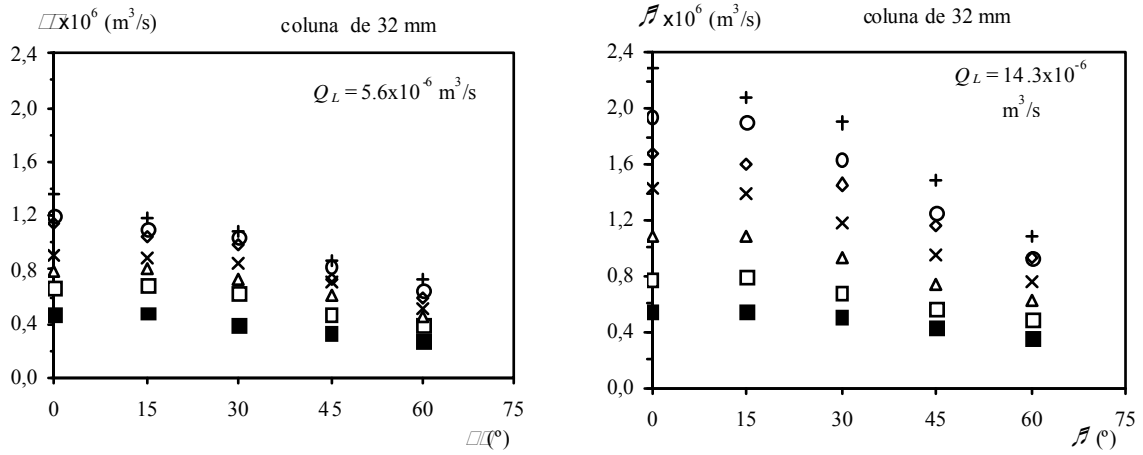 x10⁶ (m³/s)
coluna de 32 mm
Q_L = 5.6x10⁻⁶ m³/s
2,4
2,0
1,6
1,2
0,8
0,4
0,0
0 15 30 45 60 75
(º)
♬ x10⁶ (m³/s)
coluna de 32 mm
Q_L = 14.3x10⁻⁶
m³/s
2,4
2,0
1,6
1,2
0,8
0,4
0,0
0 15 30 45 60 75
♬ (º)